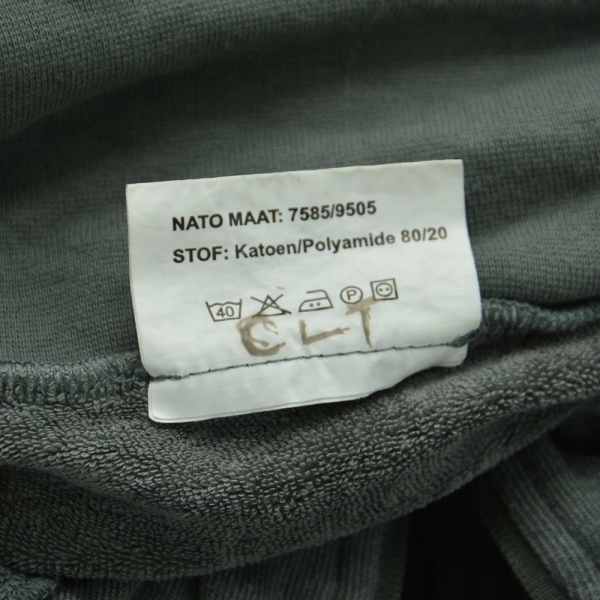 NATO MAAT: 7585/9505
STOF: Katoen/Polyamide 80/20
40 P
CLT